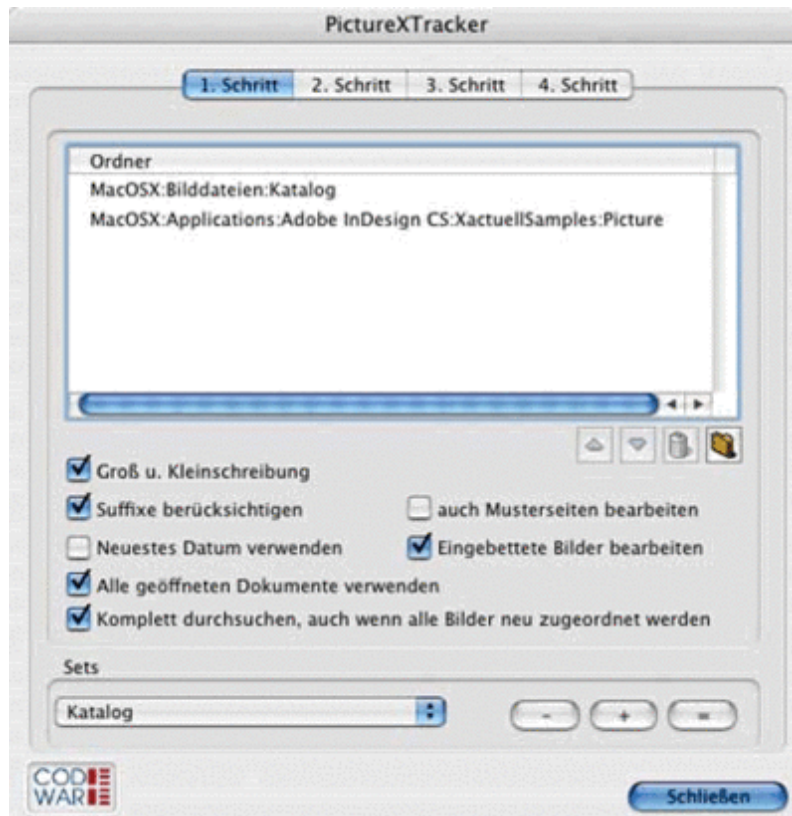 PictureXTracker
1. Schritt 2. Schritt 3. Schritt 4. Schritt
Ordner
MacOSX:Bilddateien:Katalog
MacOSX:Applications:Adobe InDesign CS:XactuellSamples:Picture
Groß u. Kleinschreibung
Suffixe berücksichtigen auch Musterseiten bearbeiten
Neuestes Datum verwenden Eingebettete Bilder bearbeiten
Alle geöffneten Dokumente verwenden
Komplett durchsuchen, auch wenn alle Bilder neu zugeordnet werden
Sets
Katalog - + =
CODE
WARE
Schließen